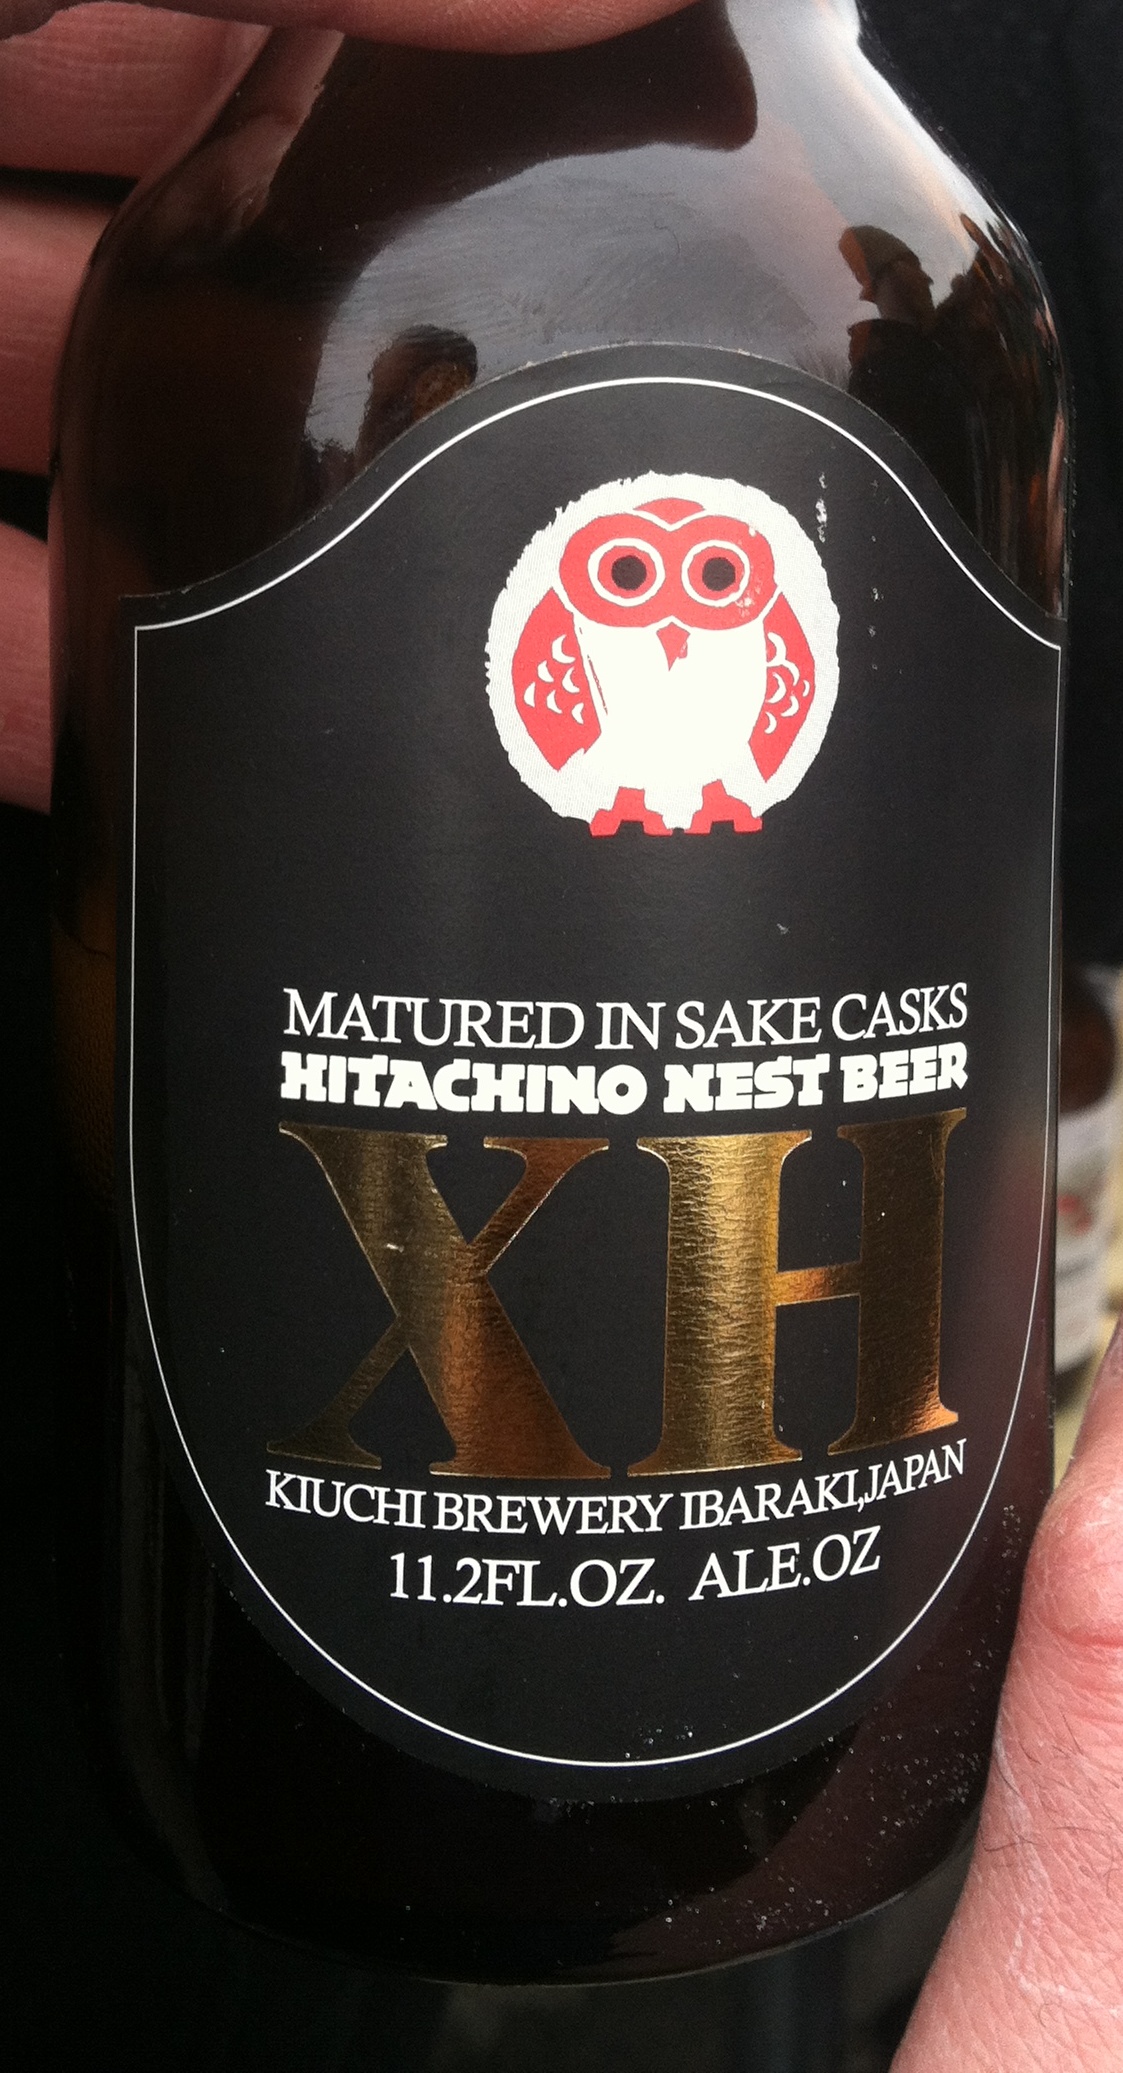 MATURED IN SAKE CASKS
HITACHINO NEST BEER
XH
KIUCHI BREWERY IBARAKI,JAPAN
11.2FL.OZ. ALE.OZ